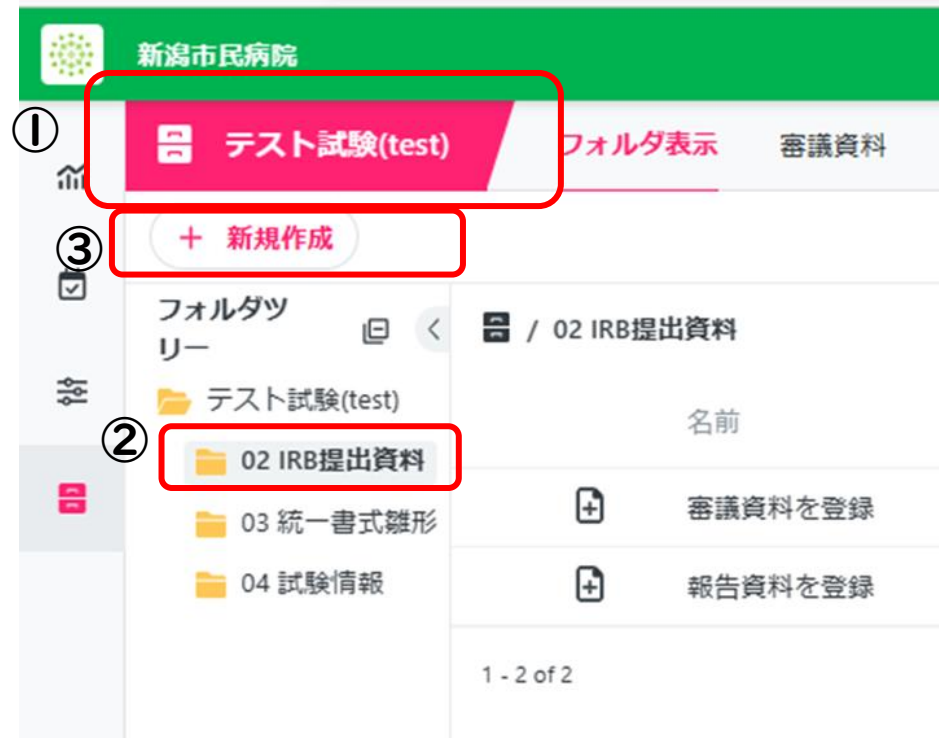 新潟市民病院
①
テスト試験(test)
フォルダ表示
審議資料
③
+ 新規作成
フォルダツ
リー
/ 02 IRB提出資料
テスト試験(test)
名前
②
02 IRB提出資料
03 統一書式雛形
審議資料を登録
04 試験情報
報告資料を登録
1 - 2 of 2